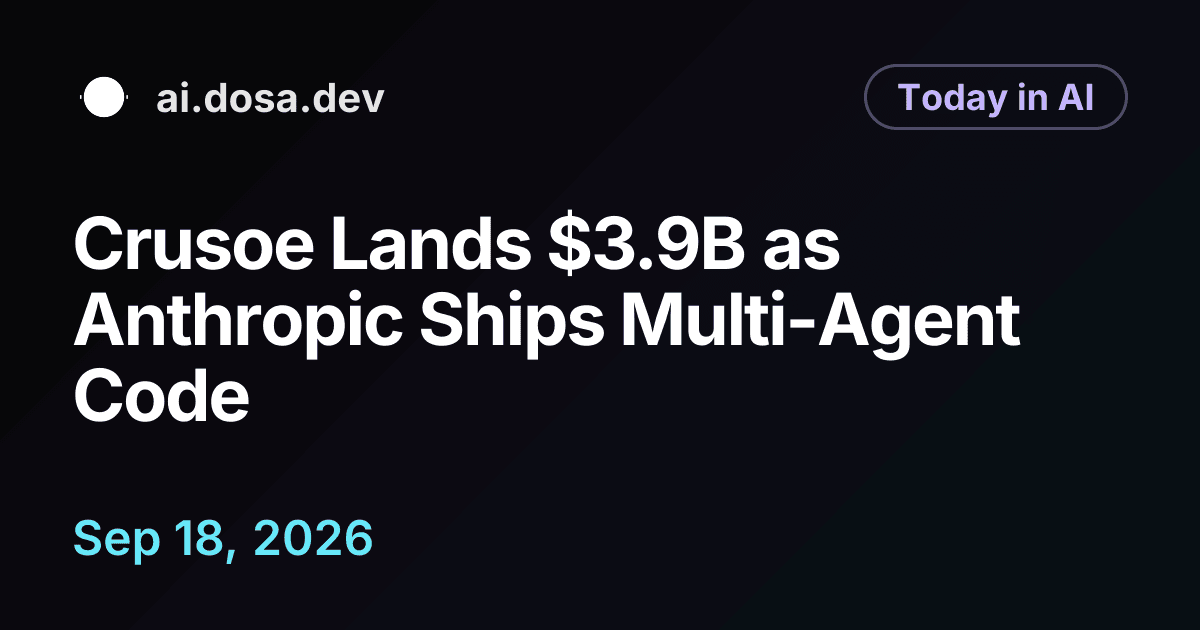 ai.dosa.dev
Today in AI
Crusoe Lands $3.9B as
Anthropic Ships Multi-Agent
Code
Sep 18, 2026